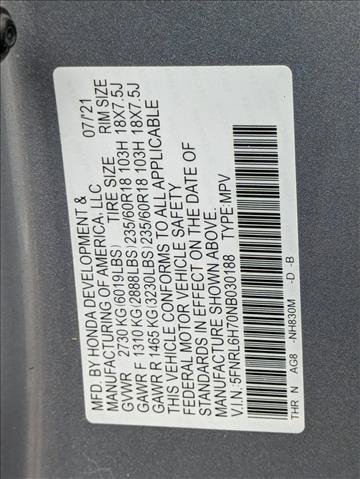 MFD. BY HONDA DEVELOPMENT &
MANUFACTURING OF AMERICA, LLC 07/'21
GVWR 2730 KG(6019LBS) TIRE SIZE RIM SIZE
GAWR F 1310 KG(2888LBS)235/60R18 103H 18X7.5J
GAWR R 1465 KG(3230LBS)235/60R18 103H 18X7.5J
THIS VEHICLE CONFORMS TO ALL APPLICABLE
FEDERAL MOTOR VEHICLE SAFETY
STANDARDS IN EFFECT ON THE DATE OF
MANUFACTURE SHOWN ABOVE.
V.I.N: 5FNRL6H70NB030188 TYPE:MPV
THR N AG8 -NH830M -D -B